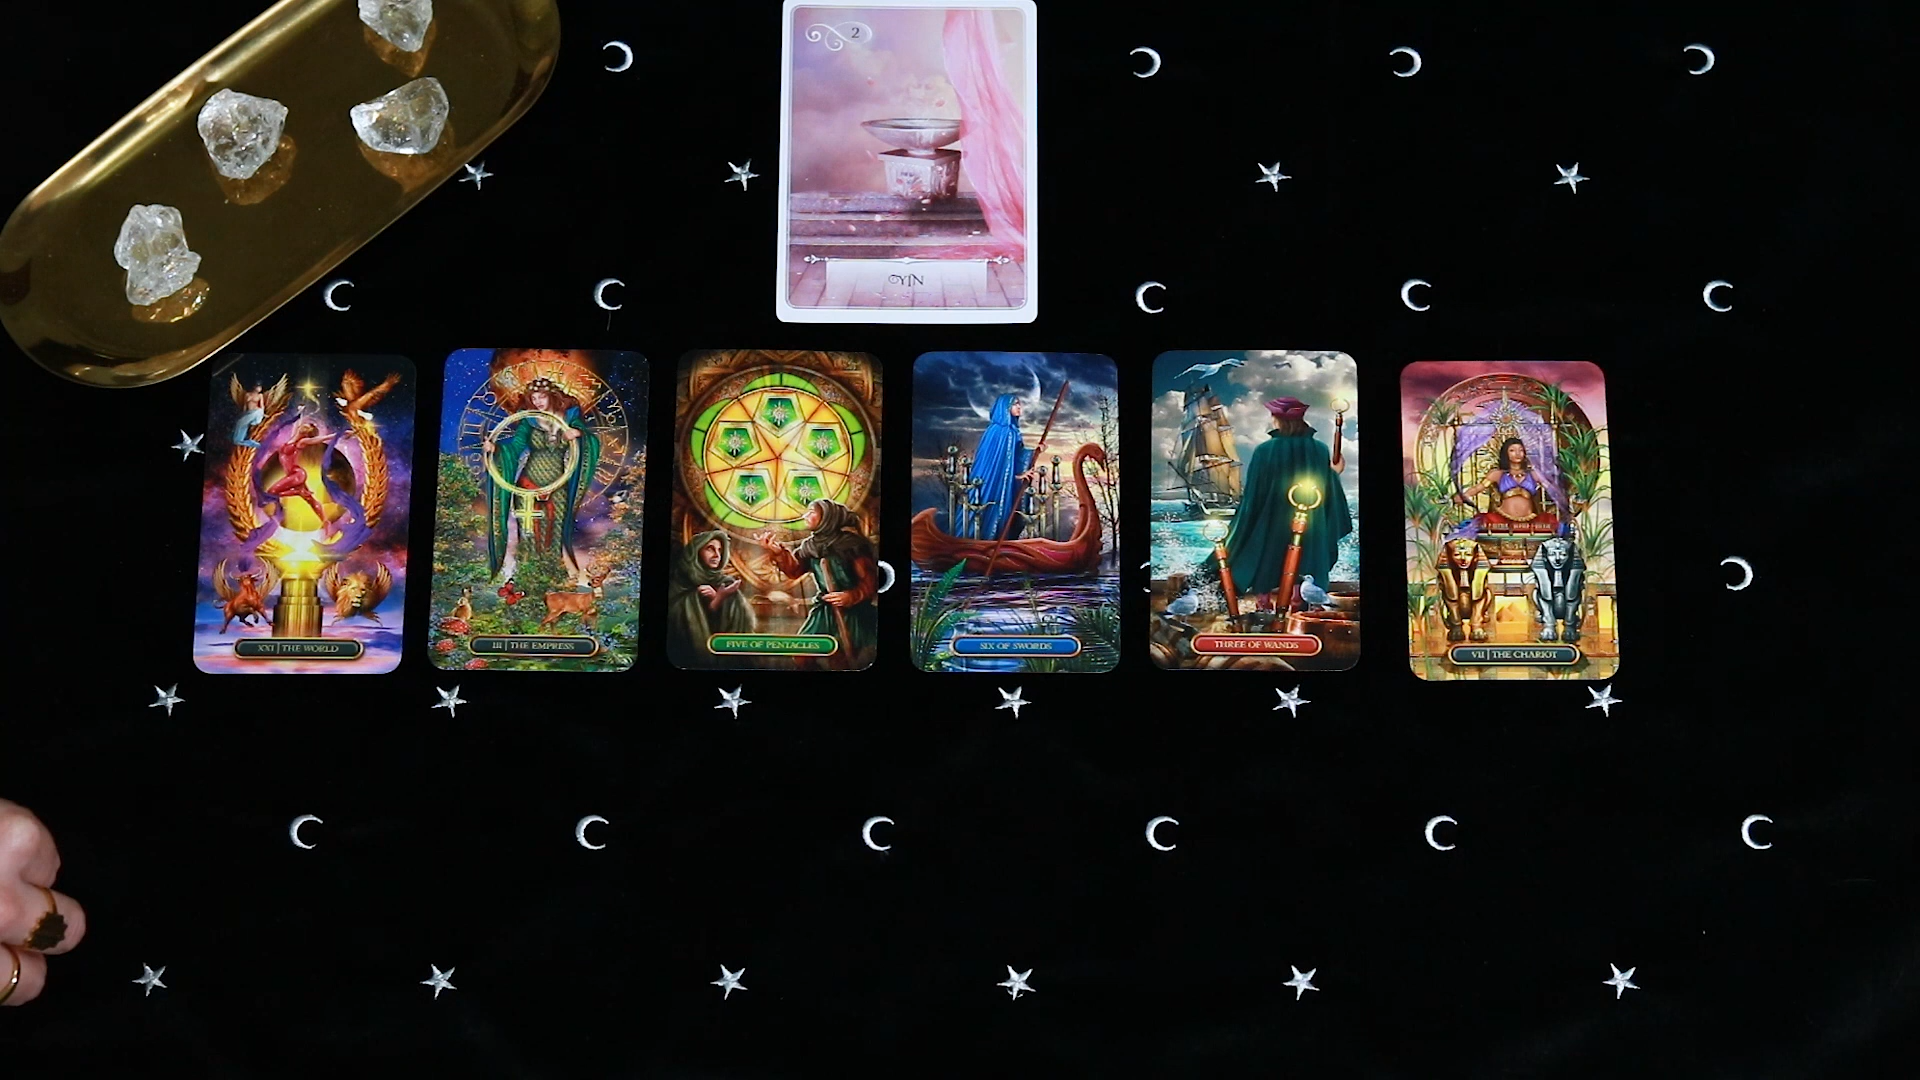 2
YIN
XXI | THE WORLD
III | THE EMPRESS
FIVE OF PENTACLES
SIX OF SWORDS
THREE OF WANDS
VII | THE CHARIOT